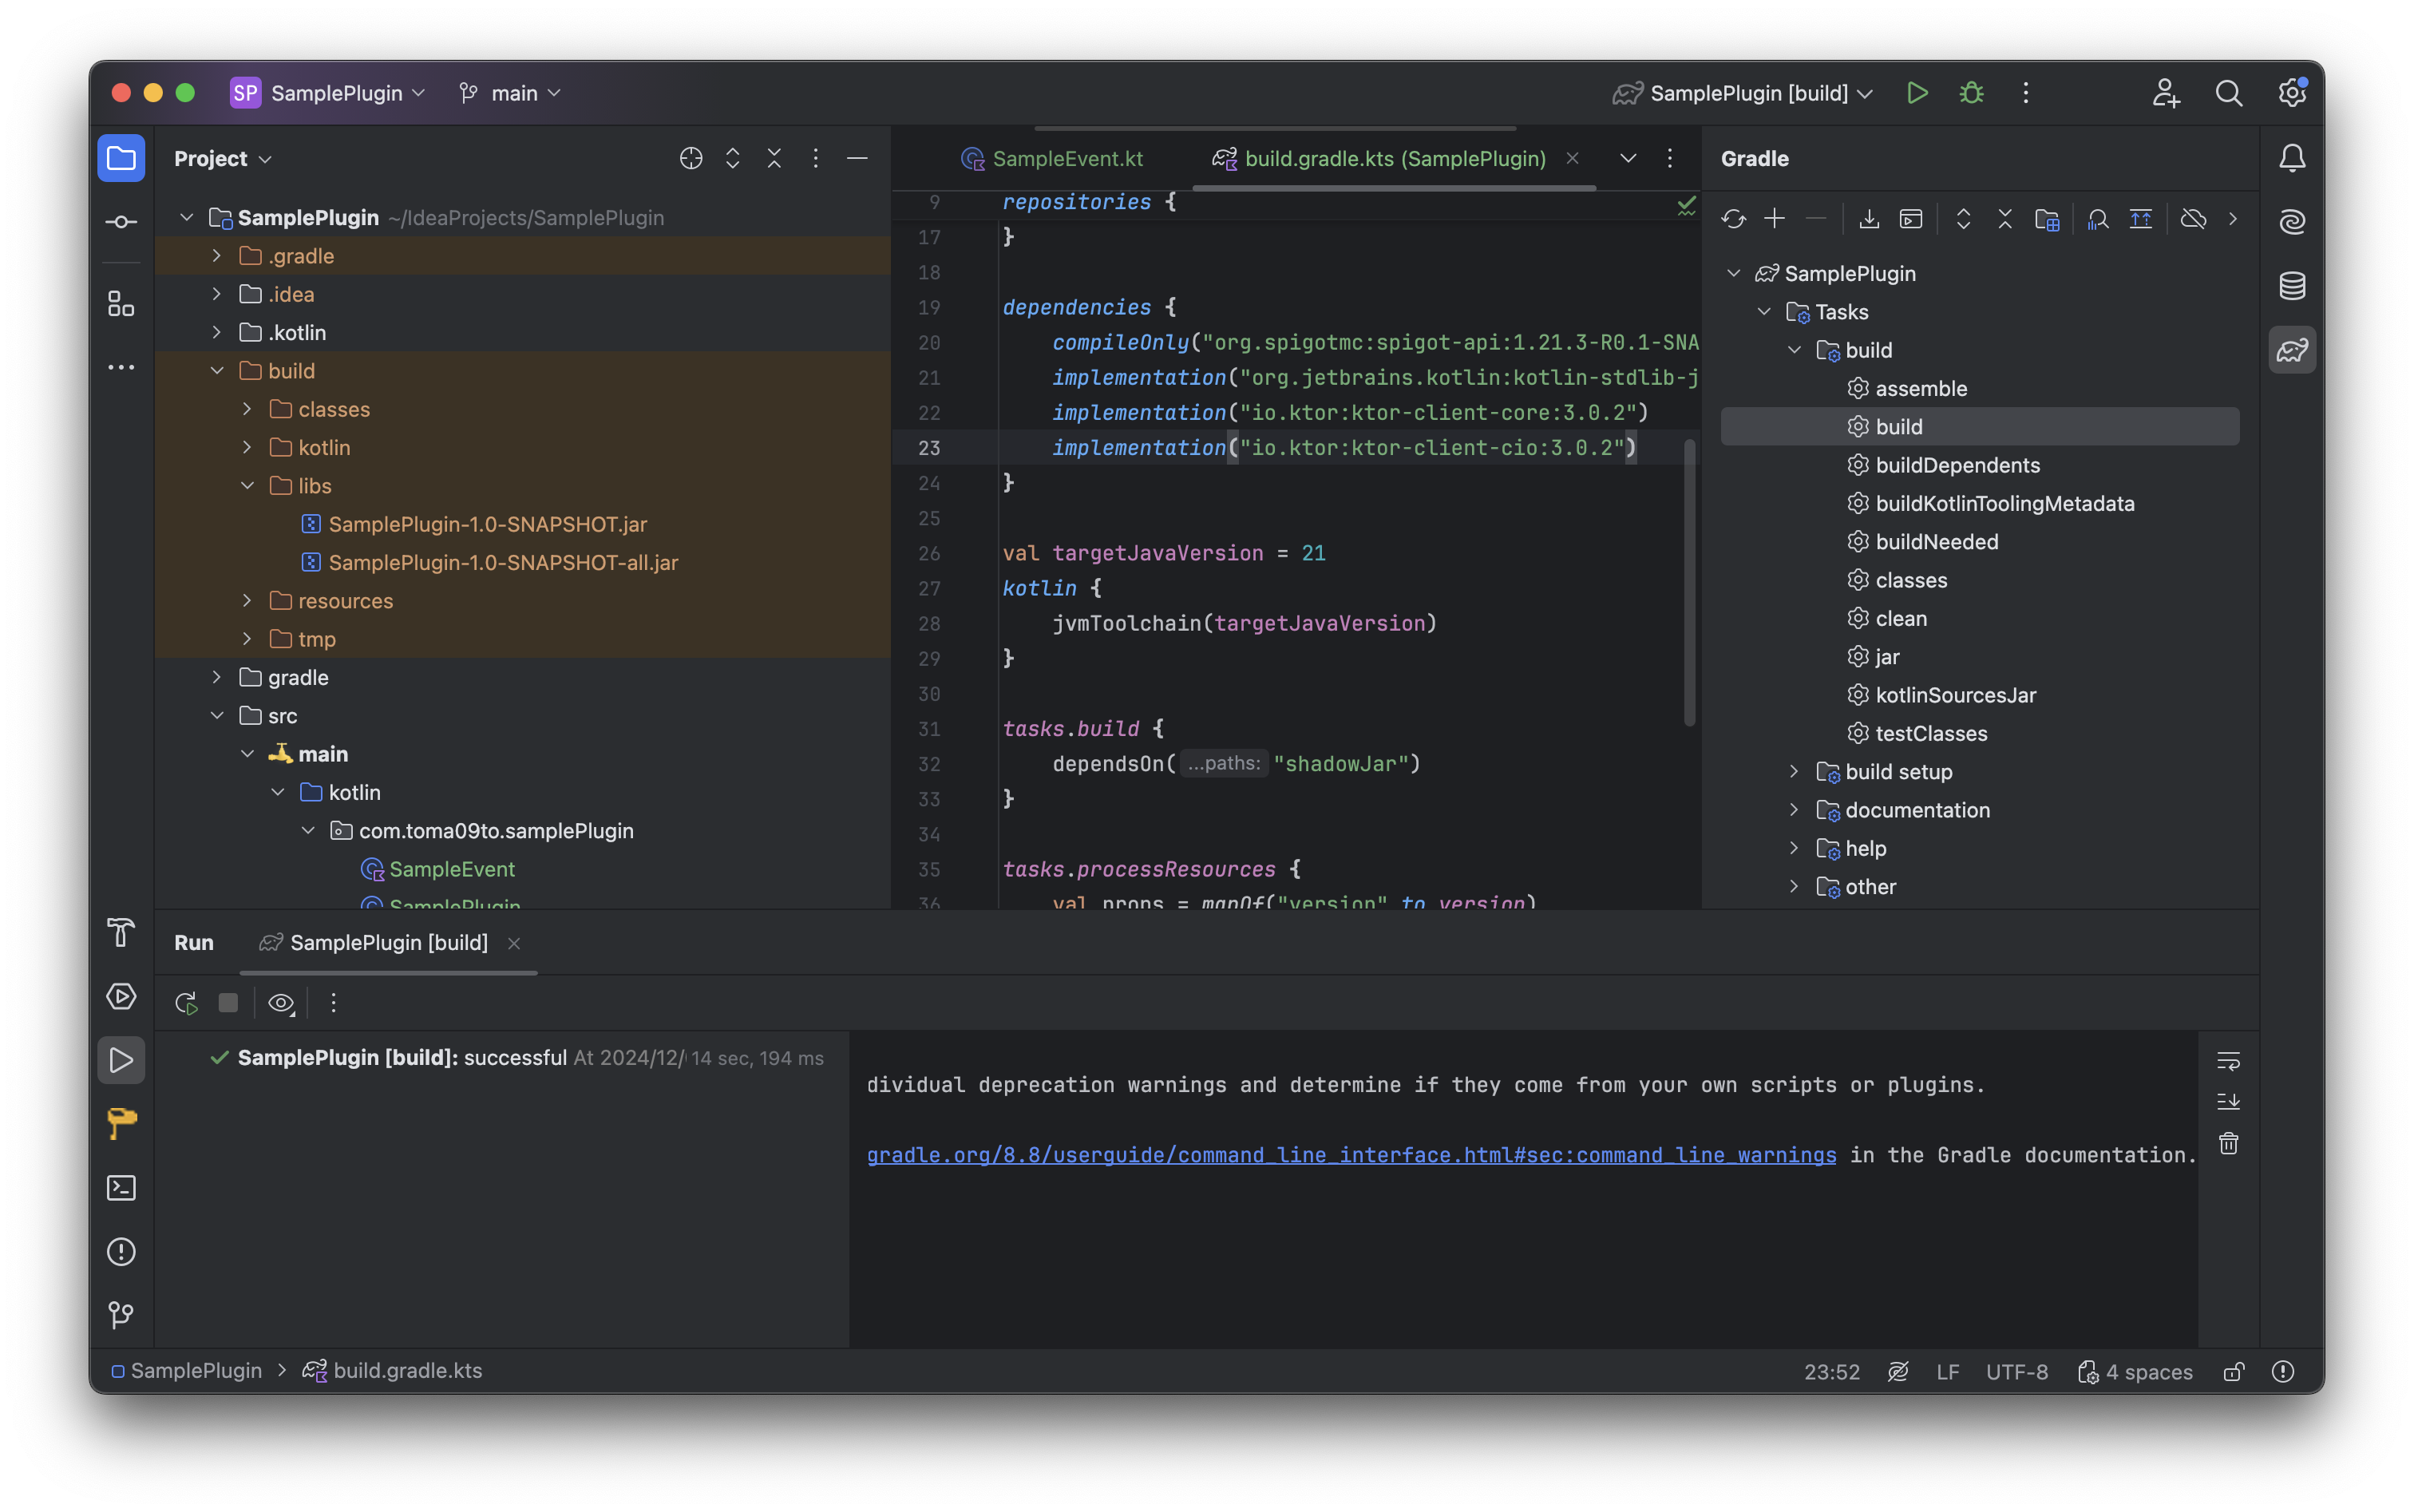 SP SamplePlugin main SamplePlugin [build]
Project
SamplePlugin ~/IdeaProjects/SamplePlugin
.gradle
.idea
.kotlin
build
classes
kotlin
libs
SamplePlugin-1.0-SNAPSHOT.jar
SamplePlugin-1.0-SNAPSHOT-all.jar
resources
tmp
gradle
src
main
kotlin
com.toma09to.samplePlugin
SampleEvent
SamplePlugin
SampleEvent.kt build.gradle.kts (SamplePlugin)
9 repositories {
17 }
18
19 dependencies {
20 compileOnly("org.spigotmc:spigot-api:1.21.3-R0.1-SNA
21 implementation("org.jetbrains.kotlin:kotlin-stdlib-j
22 implementation("io.ktor:ktor-client-core:3.0.2")
23 implementation("io.ktor:ktor-client-cio:3.0.2")
24 }
25
26 val targetJavaVersion = 21
27 kotlin {
28 jvmToolchain(targetJavaVersion)
29 }
30
31 tasks.build {
32 dependsOn( ...paths: "shadowJar")
33 }
34
35 tasks.processResources {
36 val props = mapOf("version" to version)
Gradle
SamplePlugin
Tasks
build
assemble
build
buildDependents
buildKotlinToolingMetadata
buildNeeded
classes
clean
jar
kotlinSourcesJar
testClasses
build setup
documentation
help
other
Run SamplePlugin [build]
SamplePlugin [build]: successful At 2024/12/ 14 sec, 194 ms
dividual deprecation warnings and determine if they come from your own scripts or plugins.
gradle.org/8.8/userguide/command_line_interface.html#sec:command_line_warnings in the Gradle documentation.
SamplePlugin > build.gradle.kts 23:52 LF UTF-8 4 spaces